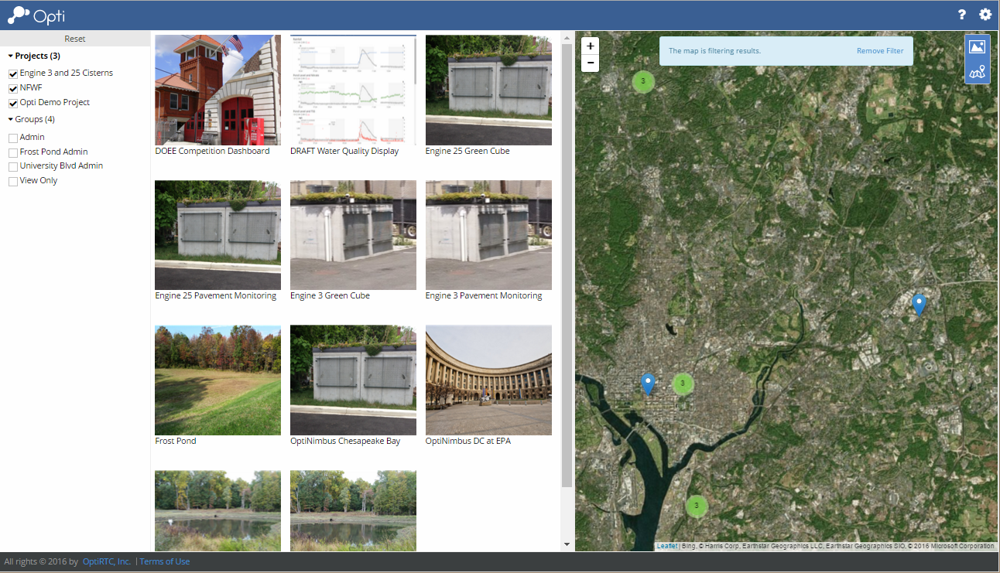 Opti
?
Reset
Projects (3)
Engine 3 and 25 Cisterns
NFWF
Opti Demo Project
Groups (4)
Admin
Frost Pond Admin
University Blvd Admin
View Only
DOEE Competition Dashboard
DRAFT Water Quality Display
Engine 25 Green Cube
Engine 25 Pavement Monitoring
Engine 3 Green Cube
Engine 3 Pavement Monitoring
Frost Pond
OptiNimbus Chesapeake Bay
OptiNimbus DC at EPA
+
−
The map is filtering results.
Remove Filter
3
3
3
Leaflet | Bing, © Harris Corp, Earthstar Geographics LLC, Earthstar Geographics SIO, © 2016 Microsoft Corporation
All rights © 2016 by OptiRTC, Inc. | Terms of Use